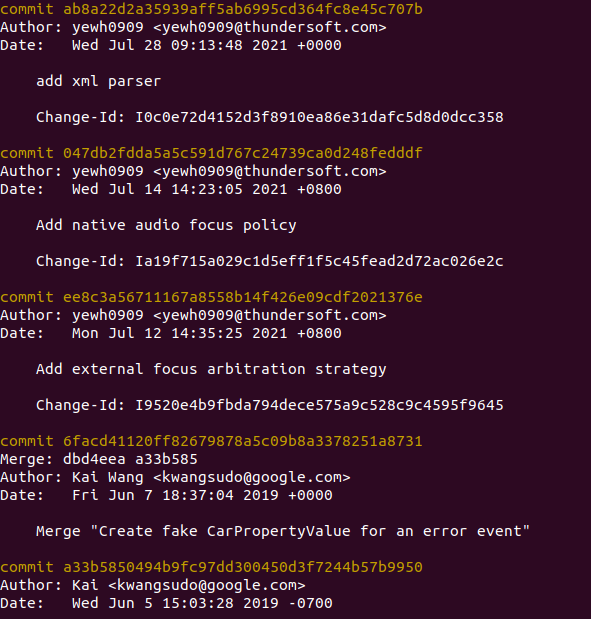 commit ab8a22d2a35939aff5ab6995cd364fc8e45c707b
Author: yewh0909 <yewh0909@thundersoft.com>
Date:   Wed Jul 28 09:13:48 2021 +0000
add xml parser
Change-Id: I0c0e72d4152d3f8910ea86e31dafc5d8d0dcc358
commit 047db2fdda5a5c591d767c24739ca0d248fedddf
Author: yewh0909 <yewh0909@thundersoft.com>
Date:   Wed Jul 14 14:23:05 2021 +0800
Add native audio focus policy
Change-Id: Ia19f715a029c1d5eff1f5c45fead2d72ac026e2c
commit ee8c3a56711167a8558b14f426e09cdf2021376e
Author: yewh0909 <yewh0909@thundersoft.com>
Date:   Mon Jul 12 14:35:25 2021 +0800
Add external focus arbitration strategy
Change-Id: I9520e4b9fbda794dece575a9c528c9c4595f9645
commit 6facd41120ff82679878a5c09b8a3378251a8731
Merge: dbd4eea a33b585
Author: Kai Wang <kwangsudo@google.com>
Date:   Fri Jun 7 18:37:04 2019 +0000
Merge "Create fake CarPropertyValue for an error event"
commit a33b5850494b9fc97dd300450d3f7244b57b9950
Author: Kai <kwangsudo@google.com>
Date:   Wed Jun 5 15:03:28 2019 -0700